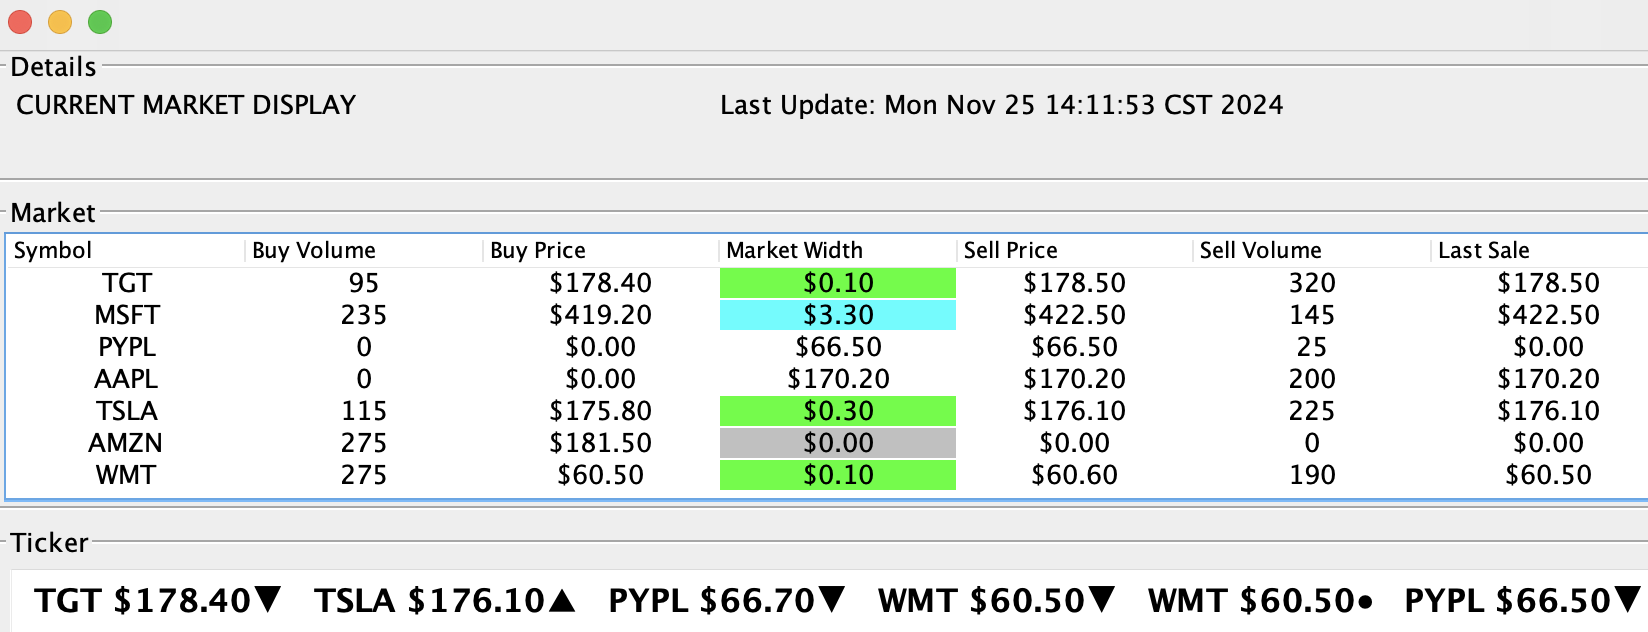 Details
CURRENT MARKET DISPLAY Last Update: Mon Nov 25 14:11:53 CST 2024
Market
Symbol Buy Volume Buy Price Market Width Sell Price Sell Volume Last Sale
TGT 95 $178.40 $0.10 $178.50 320 $178.50
MSFT 235 $419.20 $3.30 $422.50 145 $422.50
PYPL 0 $0.00 $66.50 $66.50 25 $0.00
AAPL 0 $0.00 $170.20 $170.20 200 $170.20
TSLA 115 $175.80 $0.30 $176.10 225 $176.10
AMZN 275 $181.50 $0.00 $0.00 0 $0.00
WMT 275 $60.50 $0.10 $60.60 190 $60.50
Ticker
TGT $178.40▼ TSLA $176.10▲ PYPL $66.70▼ WMT $60.50▼ WMT $60.50● PYPL $66.50▼